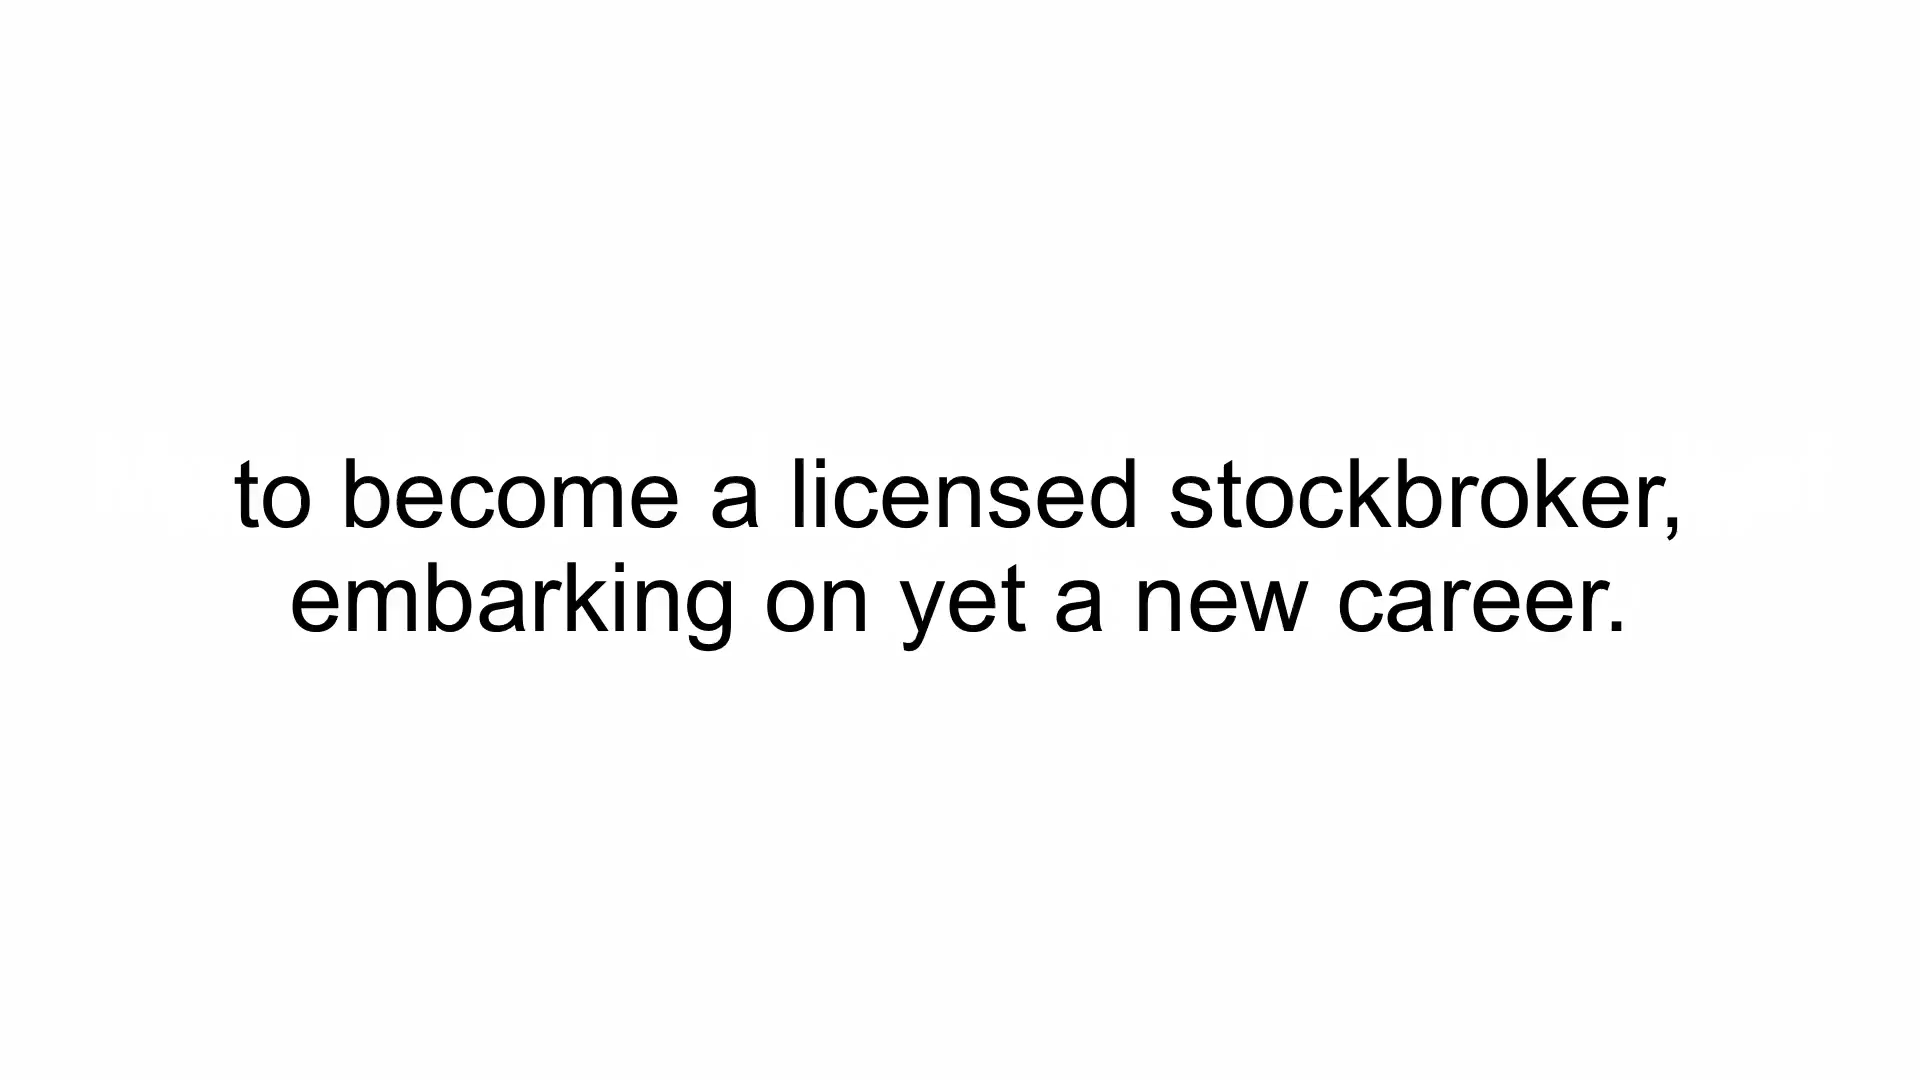 to become a licensed stockbroker,
embarking on yet a new career.